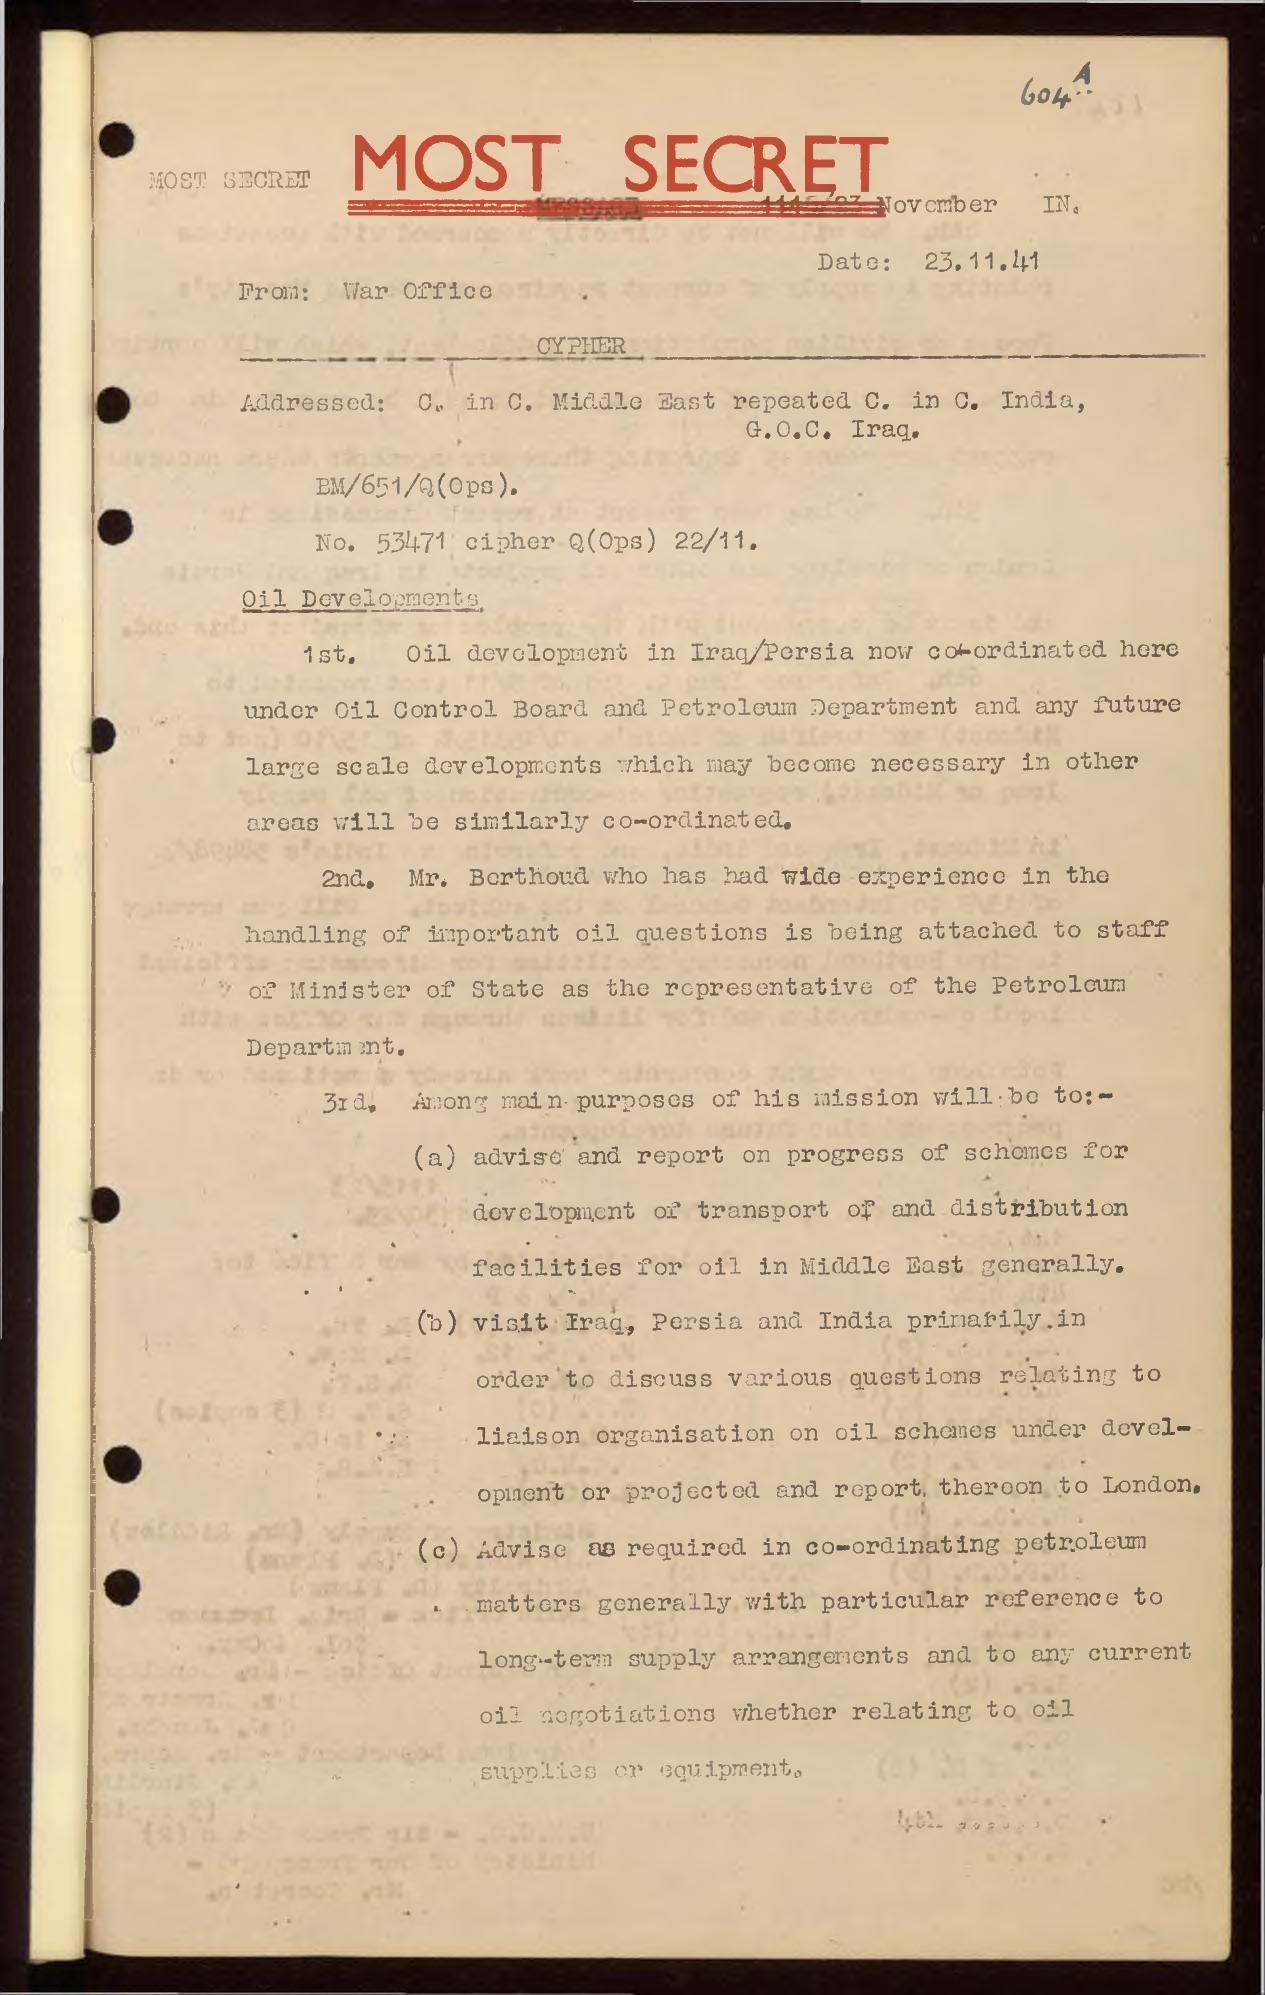 604A
MOST SECRET MOST SECRET
MESSAGE 1115/23 November IN.
Date: 23.11.41
From: War Office
CYPHER
Addressed: C. in C. Middle East repeated C. in C. India,
G.O.C. Iraq.
BM/651/Q(Ops).
No. 53471 cipher Q(Ops) 22/11.
Oil Developments
1st. Oil development in Iraq/Persia now co-ordinated here
under Oil Control Board and Petroleum Department and any future
large scale developments which may become necessary in other
areas will be similarly co-ordinated.
2nd. Mr. Berthoud who has had wide experience in the
handling of important oil questions is being attached to staff
of Minister of State as the representative of the Petroleum
Department.
3rd. Among main purposes of his mission will be to:-
(a) advise and report on progress of schemes for
development of transport of and distribution
facilities for oil in Middle East generally.
(b) visit Iraq, Persia and India primarily in
order to discuss various questions relating to
liaison organisation on oil schemes under devel-
opment or projected and report thereon to London.
(c) Advise as required in co-ordinating petroleum
matters generally with particular reference to
long-term supply arrangements and to any current
oil negotiations whether relating to oil
supplies or equipment.
4th ......